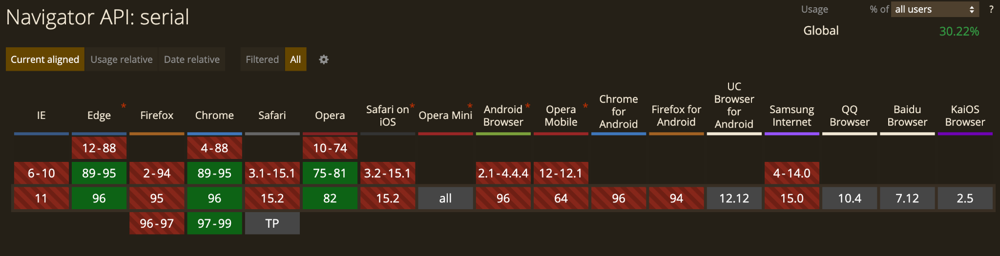 Navigator API: serial
Usage % of all users ?
Global 30.22%
Current aligned Usage relative Date relative Filtered All
IE
Edge *
Firefox
Chrome
Safari
Opera
Safari on *
iOS
Opera Mini *
Android *
Browser
Opera *
Mobile
Chrome
for
Android
Firefox for
Android
UC
Browser
for
Android
Samsung
Internet
QQ
Browser
Baidu
Browser
KaiOS
Browser
12-88 4-88 10-74
6-10 89-95 2-94 89-95 3.1-15.1 75-81 3.2-15.1 2.1-4.4.4 12-12.1 4-14.0
11 96 95 96 15.2 82 15.2 all 96 64 96 94 12.12 15.0 10.4 7.12 2.5
96-97 97-99 TP